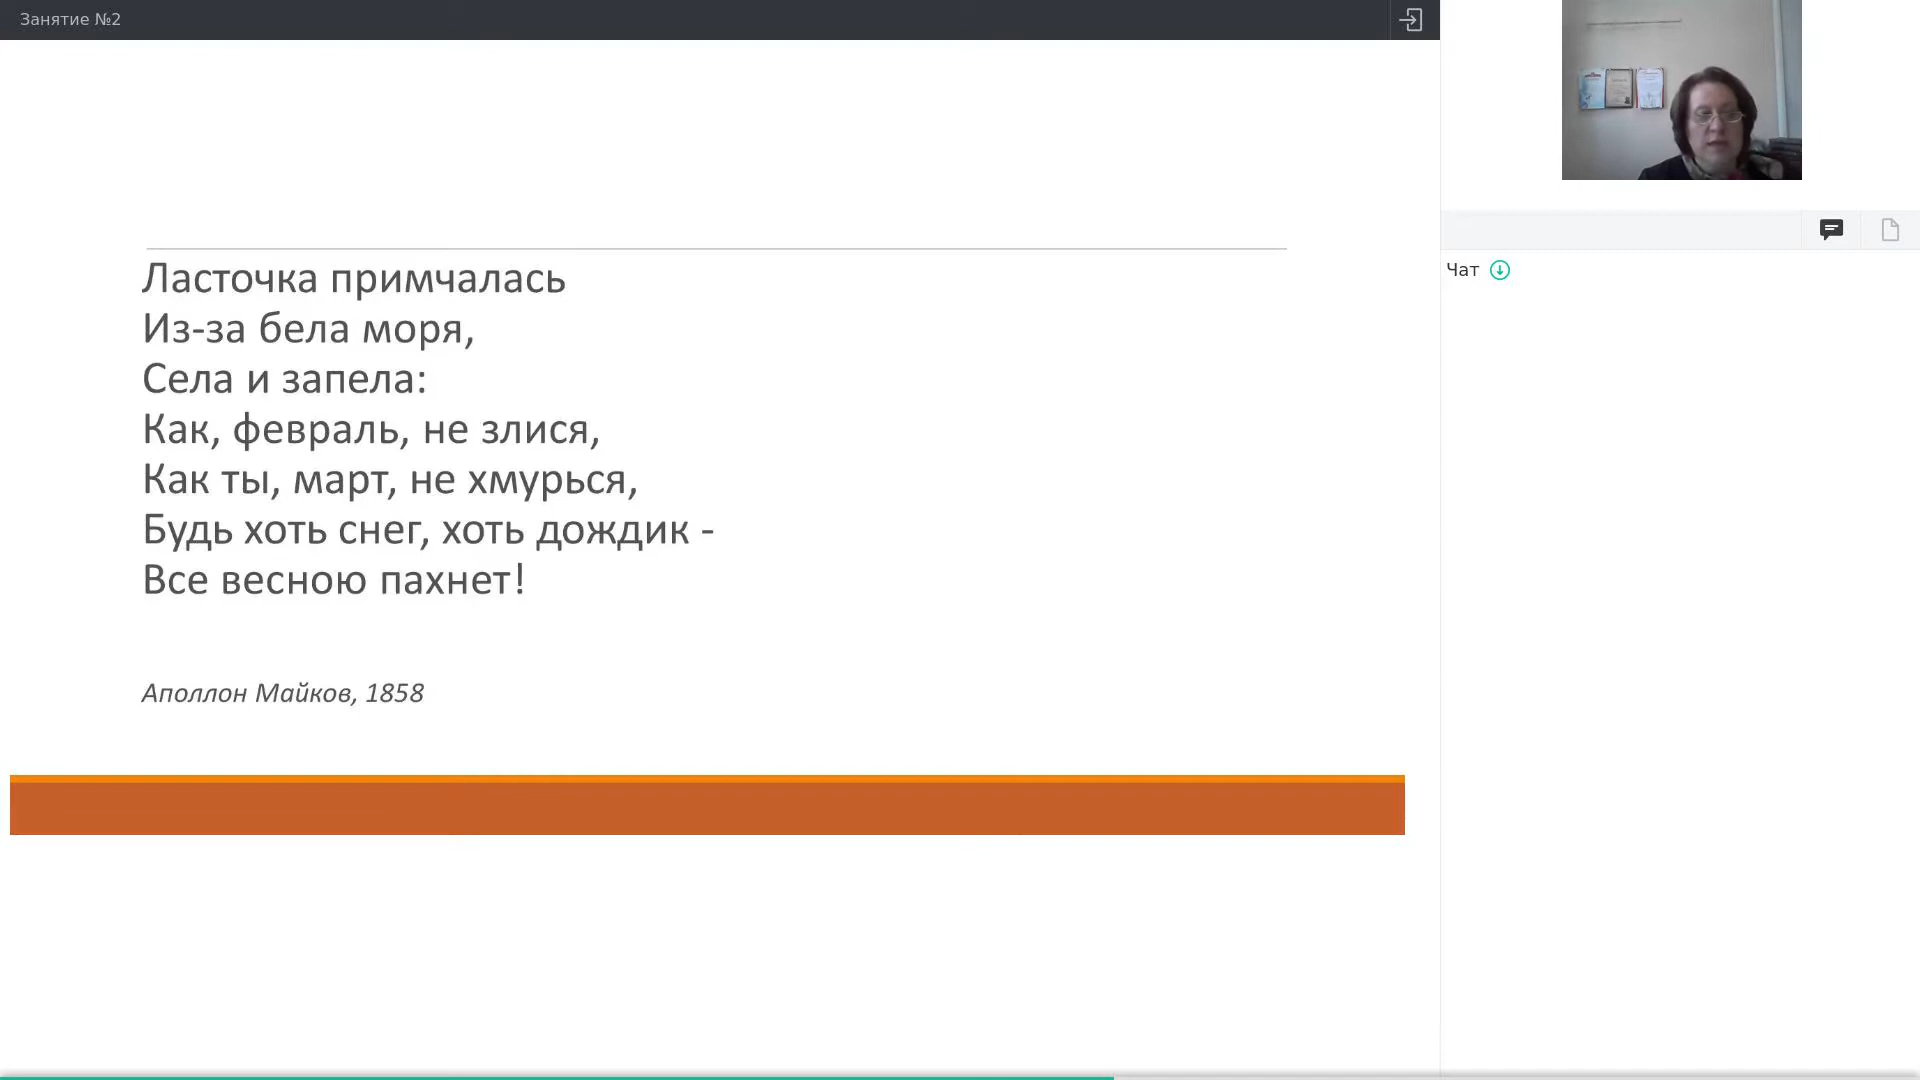 Занятие №2
Ласточка примчалась
Из-за бела моря,
Села и запела:
Как, февраль, не злися,
Как ты, март, не хмурься,
Будь хоть снег, хоть дождик -
Все весною пахнет!
Аполлон Майков, 1858
Чат